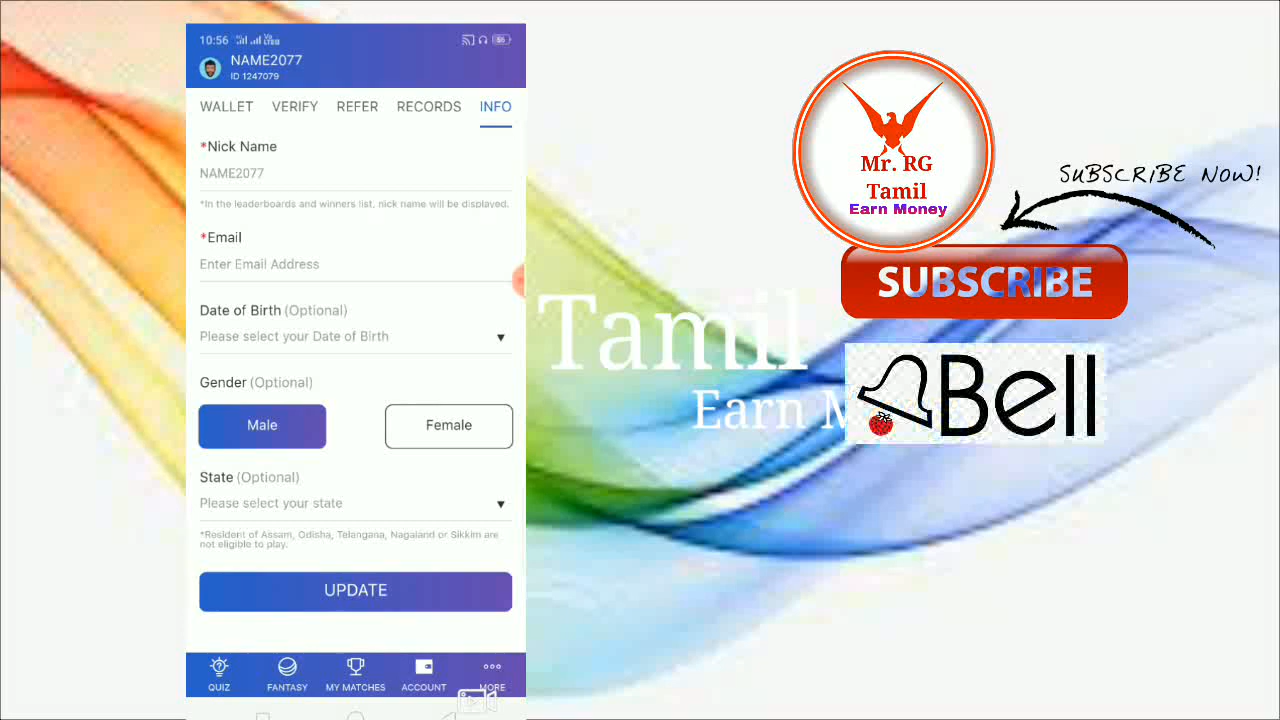 10:56
Vo LTE
56
NAME2077
ID 1247079
WALLET VERIFY REFER RECORDS INFO
*Nick Name
NAME2077
*In the leaderboards and winners list, nick name will be displayed.
*Email
Enter Email Address
Date of Birth (Optional)
Please select your Date of Birth
Gender (Optional)
Male Female
State (Optional)
Please select your state
*Resident of Assam, Odisha, Telangana, Nagaland or Sikkim are
not eligible to play.
UPDATE
QUIZ FANTASY MY MATCHES ACCOUNT MORE
Tamil
Earn M
Mr. RG
Tamil
Earn Money
SUBSCRIBE NOW!
SUBSCRIBE
Bell